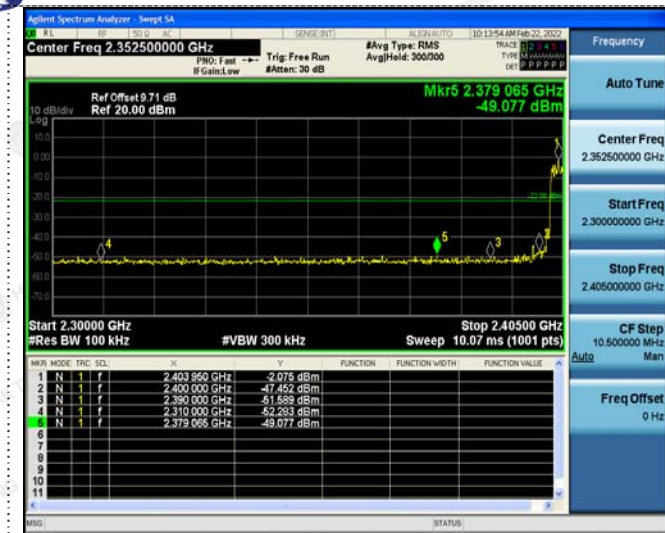 Agilent Spectrum Analyzer - Swept SA
RL RF 50 Ω AC SENSE:INT ALIGNAUTO 10:13:54 AM Feb 22, 2022
Center Freq 2.352500000 GHz
PNO: Fast
IFGain:Low
Trig: Free Run
#Atten: 30 dB
#Avg Type: RMS
Avg|Hold: 300/300
TRACE 1 2 3 4 5 6
TYPE M
DET P P P P P P
Ref Offset 9.71 dB
10 dB/div Ref 20.00 dBm
Log
Mkr5 2.379 065 GHz
-49.077 dBm
10.0
0.00
-10.0
-20.0
-30.0
-40.0
-50.0
-60.0
-70.0
1
-22.08 dBm
4
5
3
Start 2.30000 GHz Stop 2.40500 GHz
#Res BW 100 kHz #VBW 300 kHz Sweep 10.07 ms (1001 pts)
MKR MODE TRC SCL X Y FUNCTION FUNCTION WIDTH FUNCTION VALUE
1 N 1 f 2.403 950 GHz -2.075 dBm
2 N 1 f 2.400 000 GHz -47.452 dBm
3 N 1 f 2.390 000 GHz -51.589 dBm
4 N 1 f 2.310 000 GHz -52.293 dBm
5 N 1 f 2.379 065 GHz -49.077 dBm
6
7
8
9
10
11
MSG STATUS
Frequency
Auto Tune
Center Freq
2.352500000 GHz
Start Freq
2.300000000 GHz
Stop Freq
2.405000000 GHz
CF Step
10.500000 MHz
Auto Man
Freq Offset
0 Hz